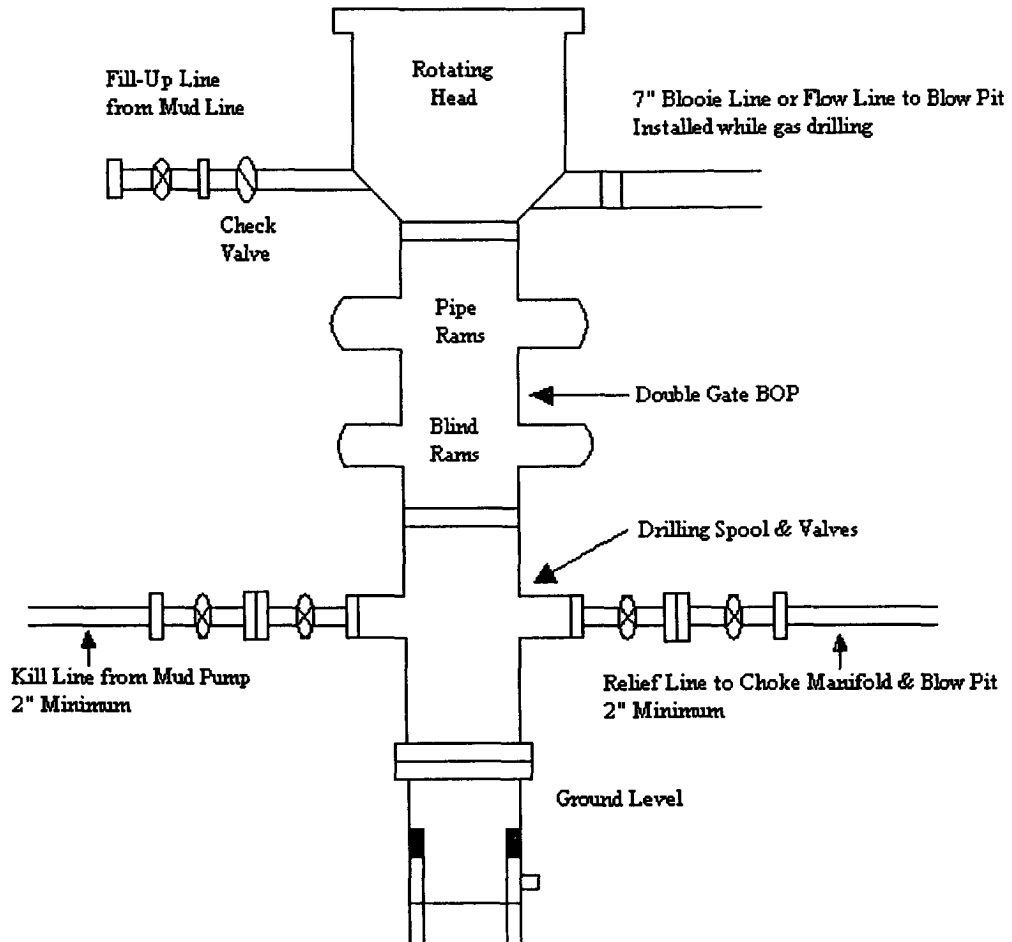 Rotating
Head
Fill-Up Line
from Mud Line
7" Blooie Line or Flow Line to Blow Pit
Installed while gas drilling
Check
Valve
Pipe
Rams
Double Gate BOP
Blind
Rams
Drilling Spool & Valves
Kill Line from Mud Pump
2" Minimum
Relief Line to Choke Manifold & Blow Pit
2" Minimum
Ground Level